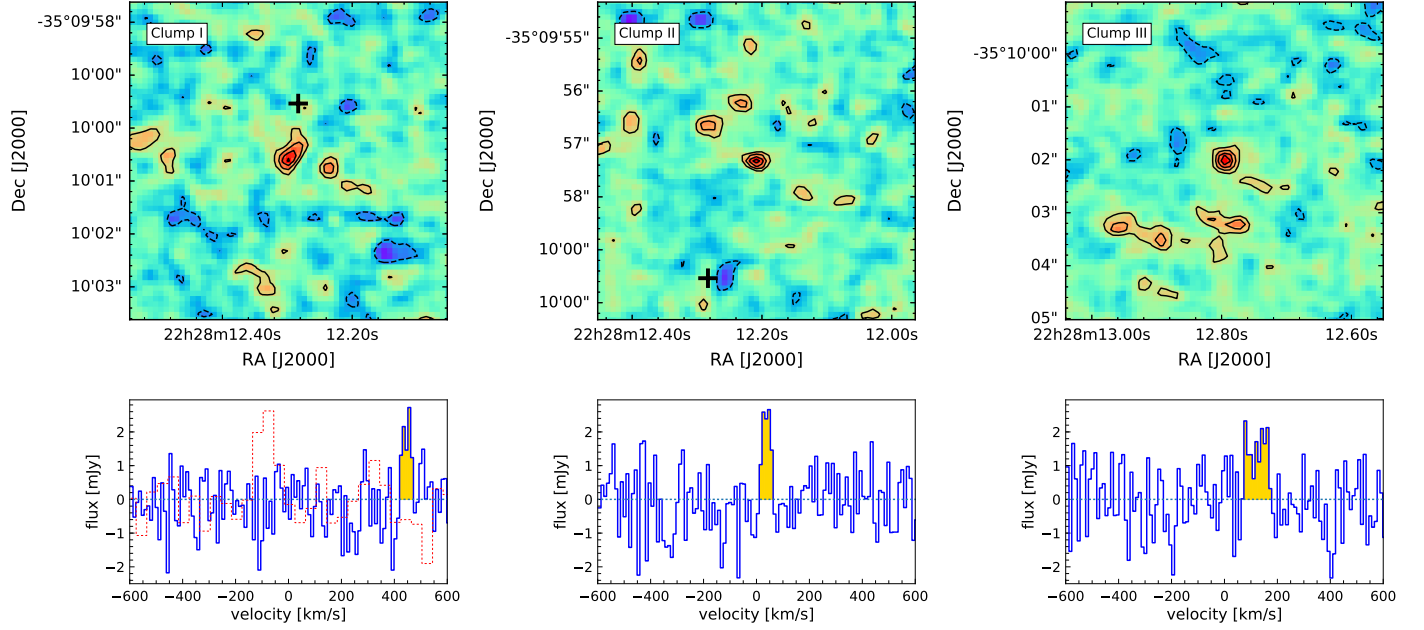 Clump I
-35°09'58"
10'00"
10'00"
10'01"
10'02"
10'03"
Dec [J2000]
22h28m12.40s
12.20s
RA [J2000]
Clump II
-35°09'55"
56"
57"
58"
10'00"
10'00"
Dec [J2000]
12.20s
12.00s
RA [J2000]
Clump III
-35°10'00"
01"
02"
03"
04"
05"
Dec [J2000]
22h28m13.00s
12.80s
12.60s
RA [J2000]
flux [mJy]
2
1
0
−1
−2
−600
−400
−200
0
200
400
600
velocity [km/s]
flux [mJy]
2
1
0
−1
−2
−600
−400
−200
0
200
400
600
velocity [km/s]
flux [mJy]
2
1
0
−1
−2
−600
−400
−200
0
200
400
600
velocity [km/s]